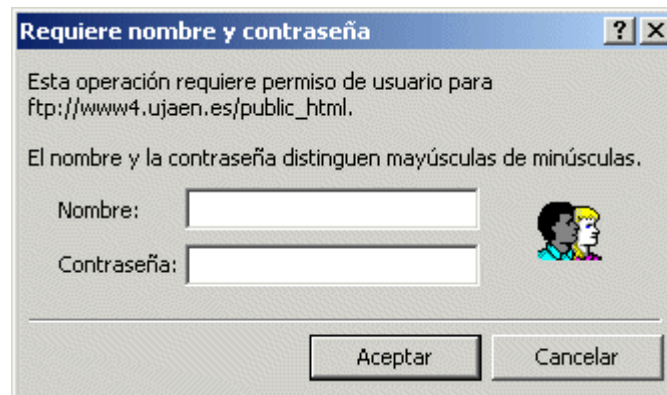 Requiere nombre y contraseña
Esta operación requiere permiso de usuario para
ftp://www4.ujaen.es/public_html.
El nombre y la contraseña distinguen mayúsculas de minúsculas.
Nombre:
Contraseña:
Aceptar
Cancelar